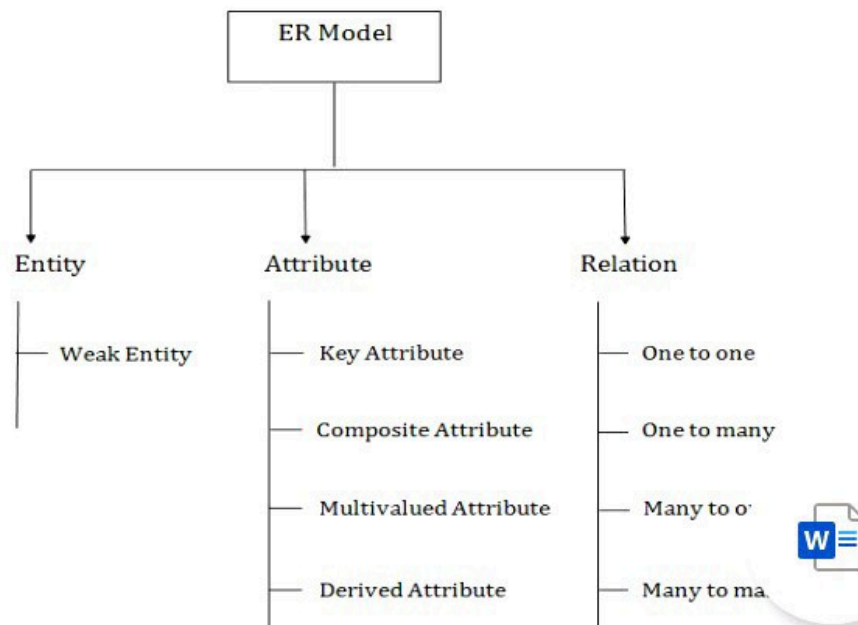 ER Model
Entity
Attribute
Relation
Weak Entity
Key Attribute
One to one
Composite Attribute
One to many
Multivalued Attribute
Many to
Derived Attribute
Many to
W